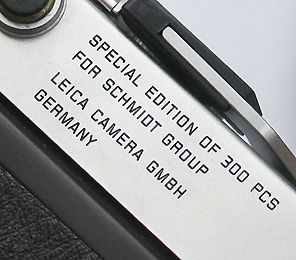 SPECIAL EDITION OF 300 PCS
FOR SCHMIDT GROUP
LEICA CAMERA GMBH
GERMANY